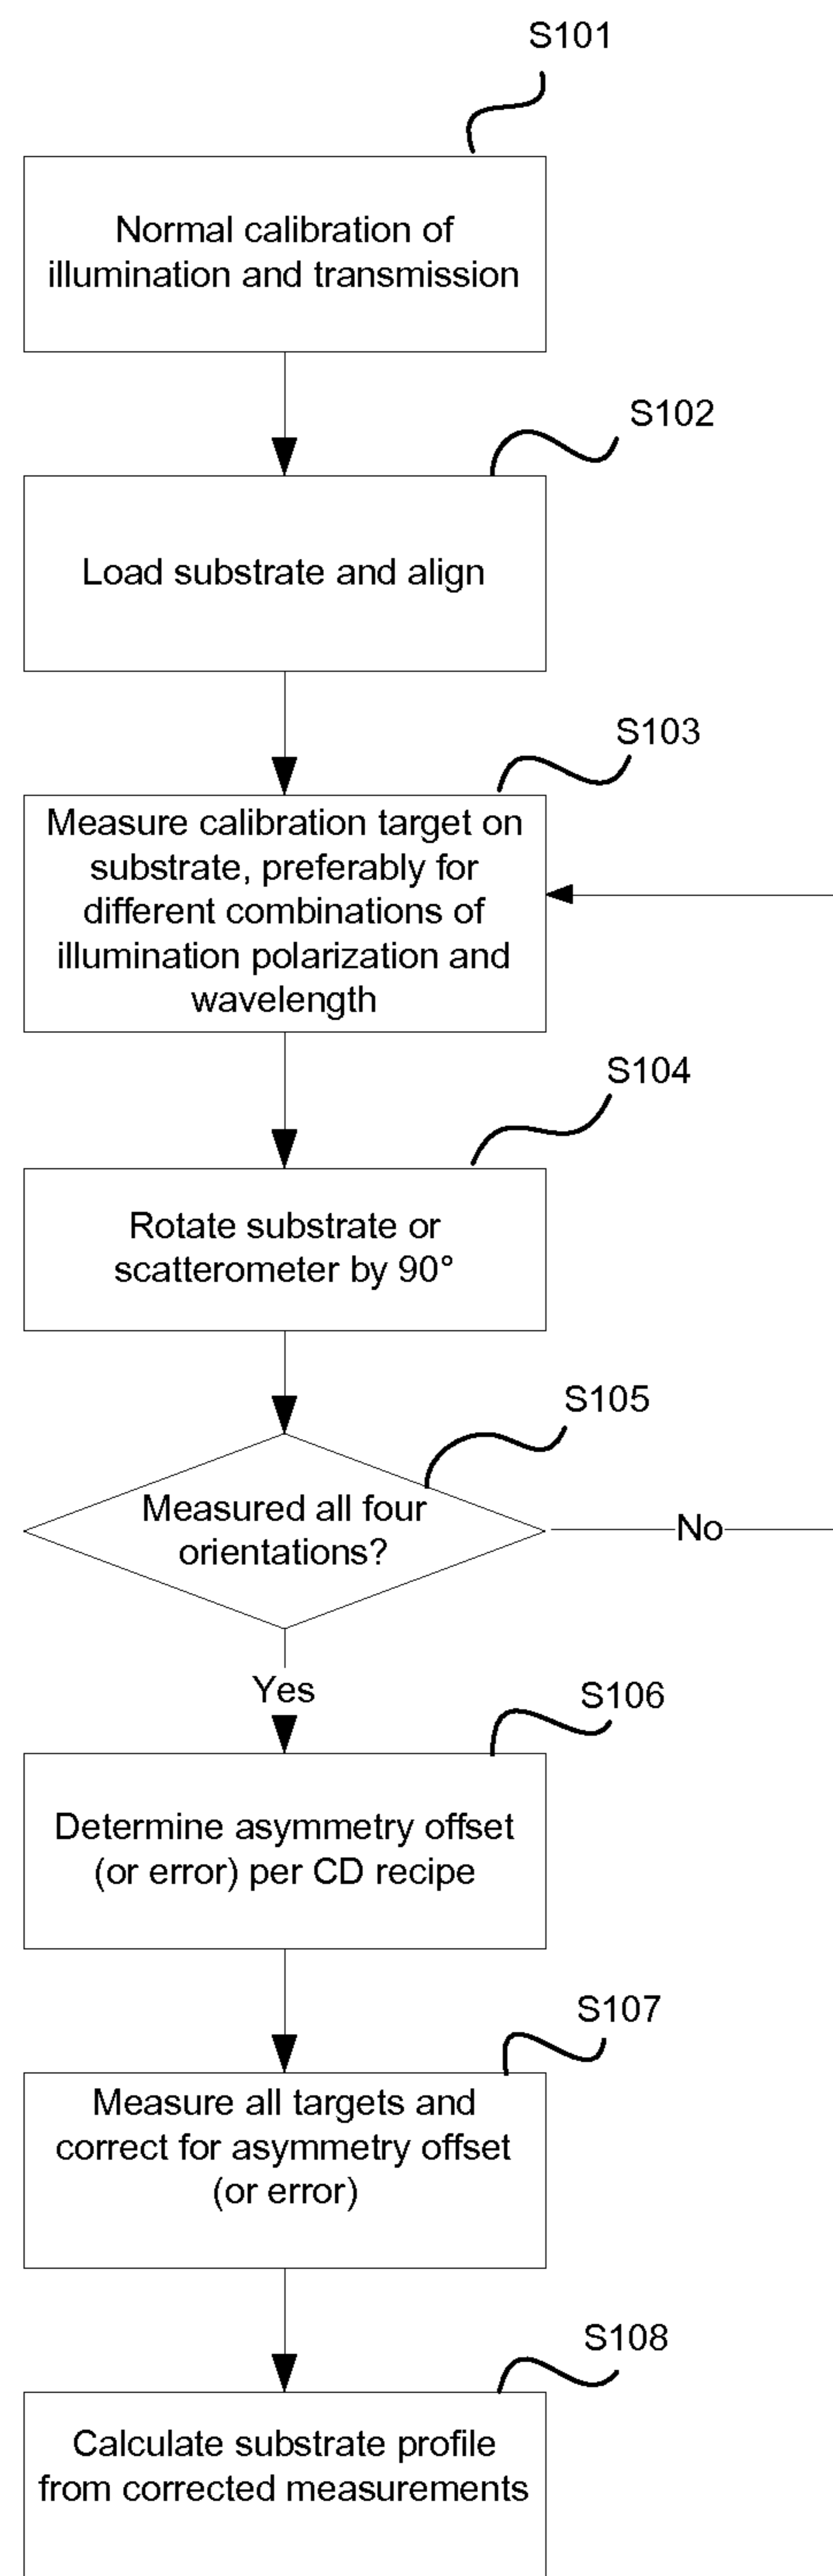 S101
Normal calibration of
illumination and transmission
S102
Load substrate and align
S103
Measure calibration target on
substrate, preferably for
different combinations of
illumination polarization and
wavelength
S104
Rotate substrate or
scatterometer by 90°
S105
Measured all four
orientations?
No
Yes
S106
Determine asymmetry offset
(or error) per CD recipe
S107
Measure all targets and
correct for asymmetry offset
(or error)
S108
Calculate substrate profile
from corrected measurements